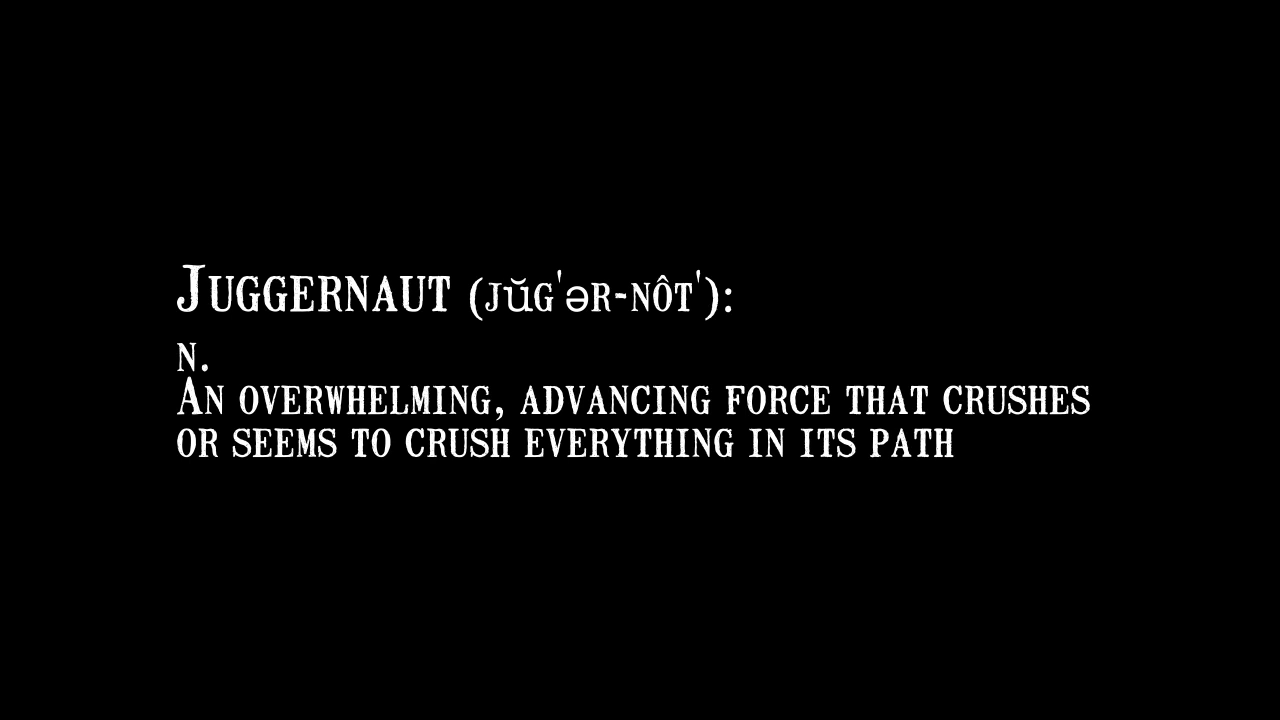 Juggernaut (jŭg'ər-nôt'):
n.
An overwhelming, advancing force that crushes
or seems to crush everything in its path